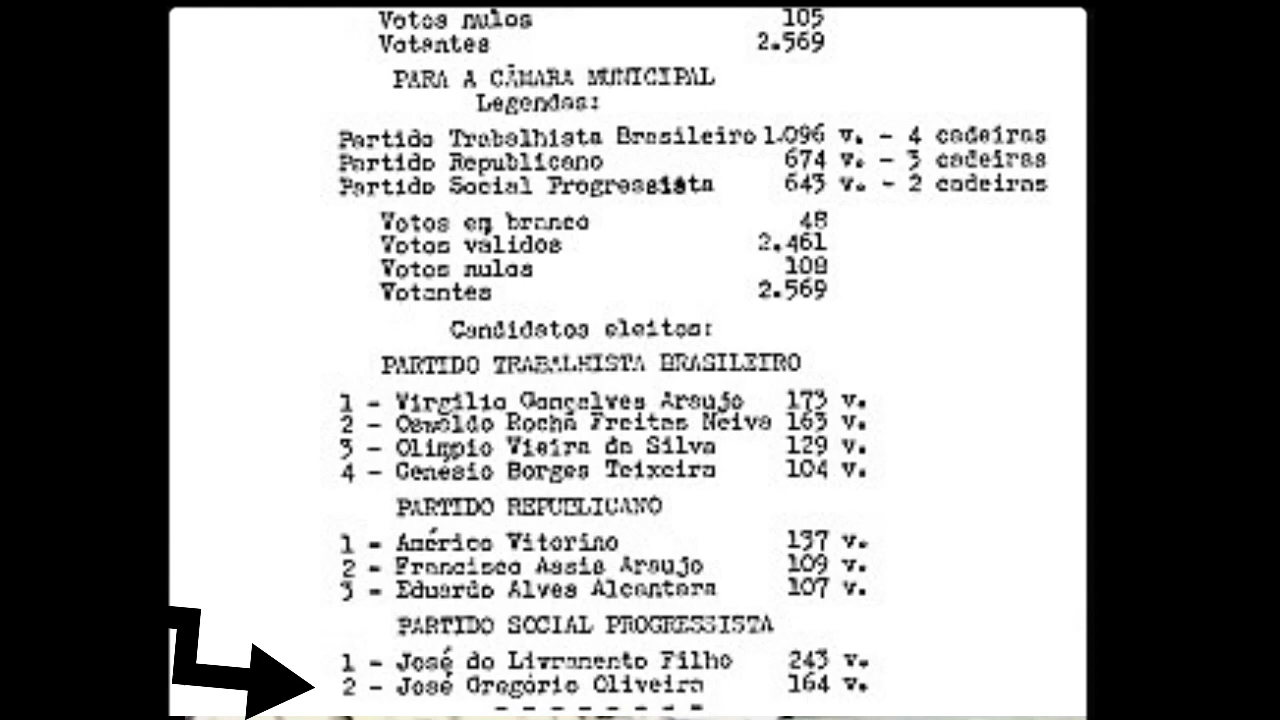 Votos nulos 105
Votantes 2.569
PARA A CÂMARA MUNICIPAL
Legendas:
Partido Trabalhista Brasileiro 1.096 v. - 4 cadeiras
Partido Republicano 674 v. - 3 cadeiras
Partido Social Progressista 643 v. - 2 cadeiras
Votos em branco 48
Votos válidos 2.461
Votos nulos 108
Votantes 2.569
Candidatos eleitos:
PARTIDO TRABALHISTA BRASILEIRO
1 - Virgílio Gonçalves Araujo 173 v.
2 - Oswaldo Rocha Freitas Neiva 163 v.
3 - Olímpio Vieira da Silva 129 v.
4 - Genésio Borges Teixeira 104 v.
PARTIDO REPUBLICANO
1 - Américo Vitorino 137 v.
2 - Francisco Assis Araujo 109 v.
3 - Eduardo Alves Alcantara 107 v.
PARTIDO SOCIAL PROGRESSISTA
1 - José do Livramento Filho 243 v.
2 - José Gregório Oliveira 164 v.